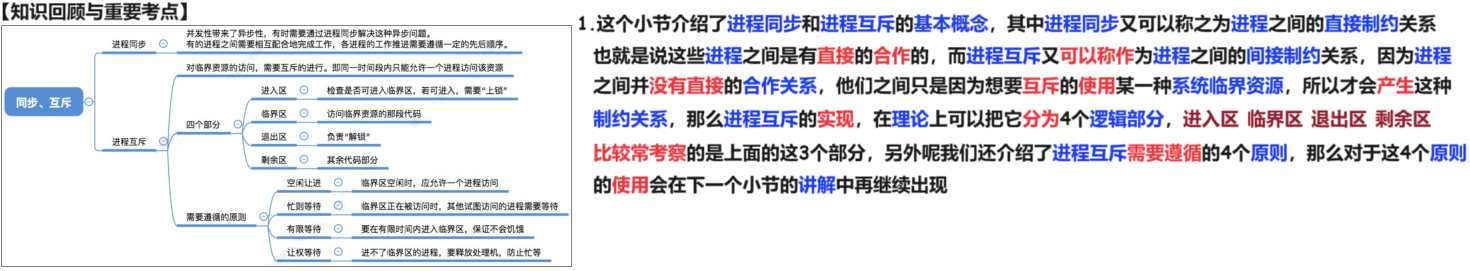 【知识回顾与重要考点】
同步、互斥
进程同步
并发性带来了异步性，有时需要通过进程同步解决这种异步问题。
有的进程之间需要相互配合地完成工作，各进程的工作推进需要遵循一定的先后顺序。
进程互斥
对临界资源的访问，需要互斥的进行。即同一时间段内只能允许一个进程访问该资源
四个部分
进入区
检查是否可进入临界区，若可进入，需要“上锁”
临界区
访问临界资源的那段代码
退出区
负责“解锁”
剩余区
其余代码部分
需要遵循的原则
空闲让进
临界区空闲时，应允许一个进程访问
忙则等待
临界区正在被访问时，其他试图访问的进程需要等待
有限等待
要在有限时间内进入临界区，保证不会饥饿
让权等待
进不了临界区的进程，要释放处理机，防止忙等
1.这个小节介绍了进程同步和进程互斥的基本概念，其中进程同步又可以称之为进程之间的直接制约关系
也就是说这些进程之间是有直接的合作的，而进程互斥又可以称作为进程之间的间接制约关系，因为进程
之间并没有直接的合作关系，他们之间只是因为想要互斥的使用某一种系统临界资源，所以才会产生这种
制约关系，那么进程互斥的实现，在理论上可以把它分为4个逻辑部分，进入区 临界区 退出区 剩余区
比较常考察的是上面的这3个部分，另外呢我们还介绍了进程互斥需要遵循的4个原则，那么对于这4个原则
的使用会在下一个小节的讲解中再继续出现